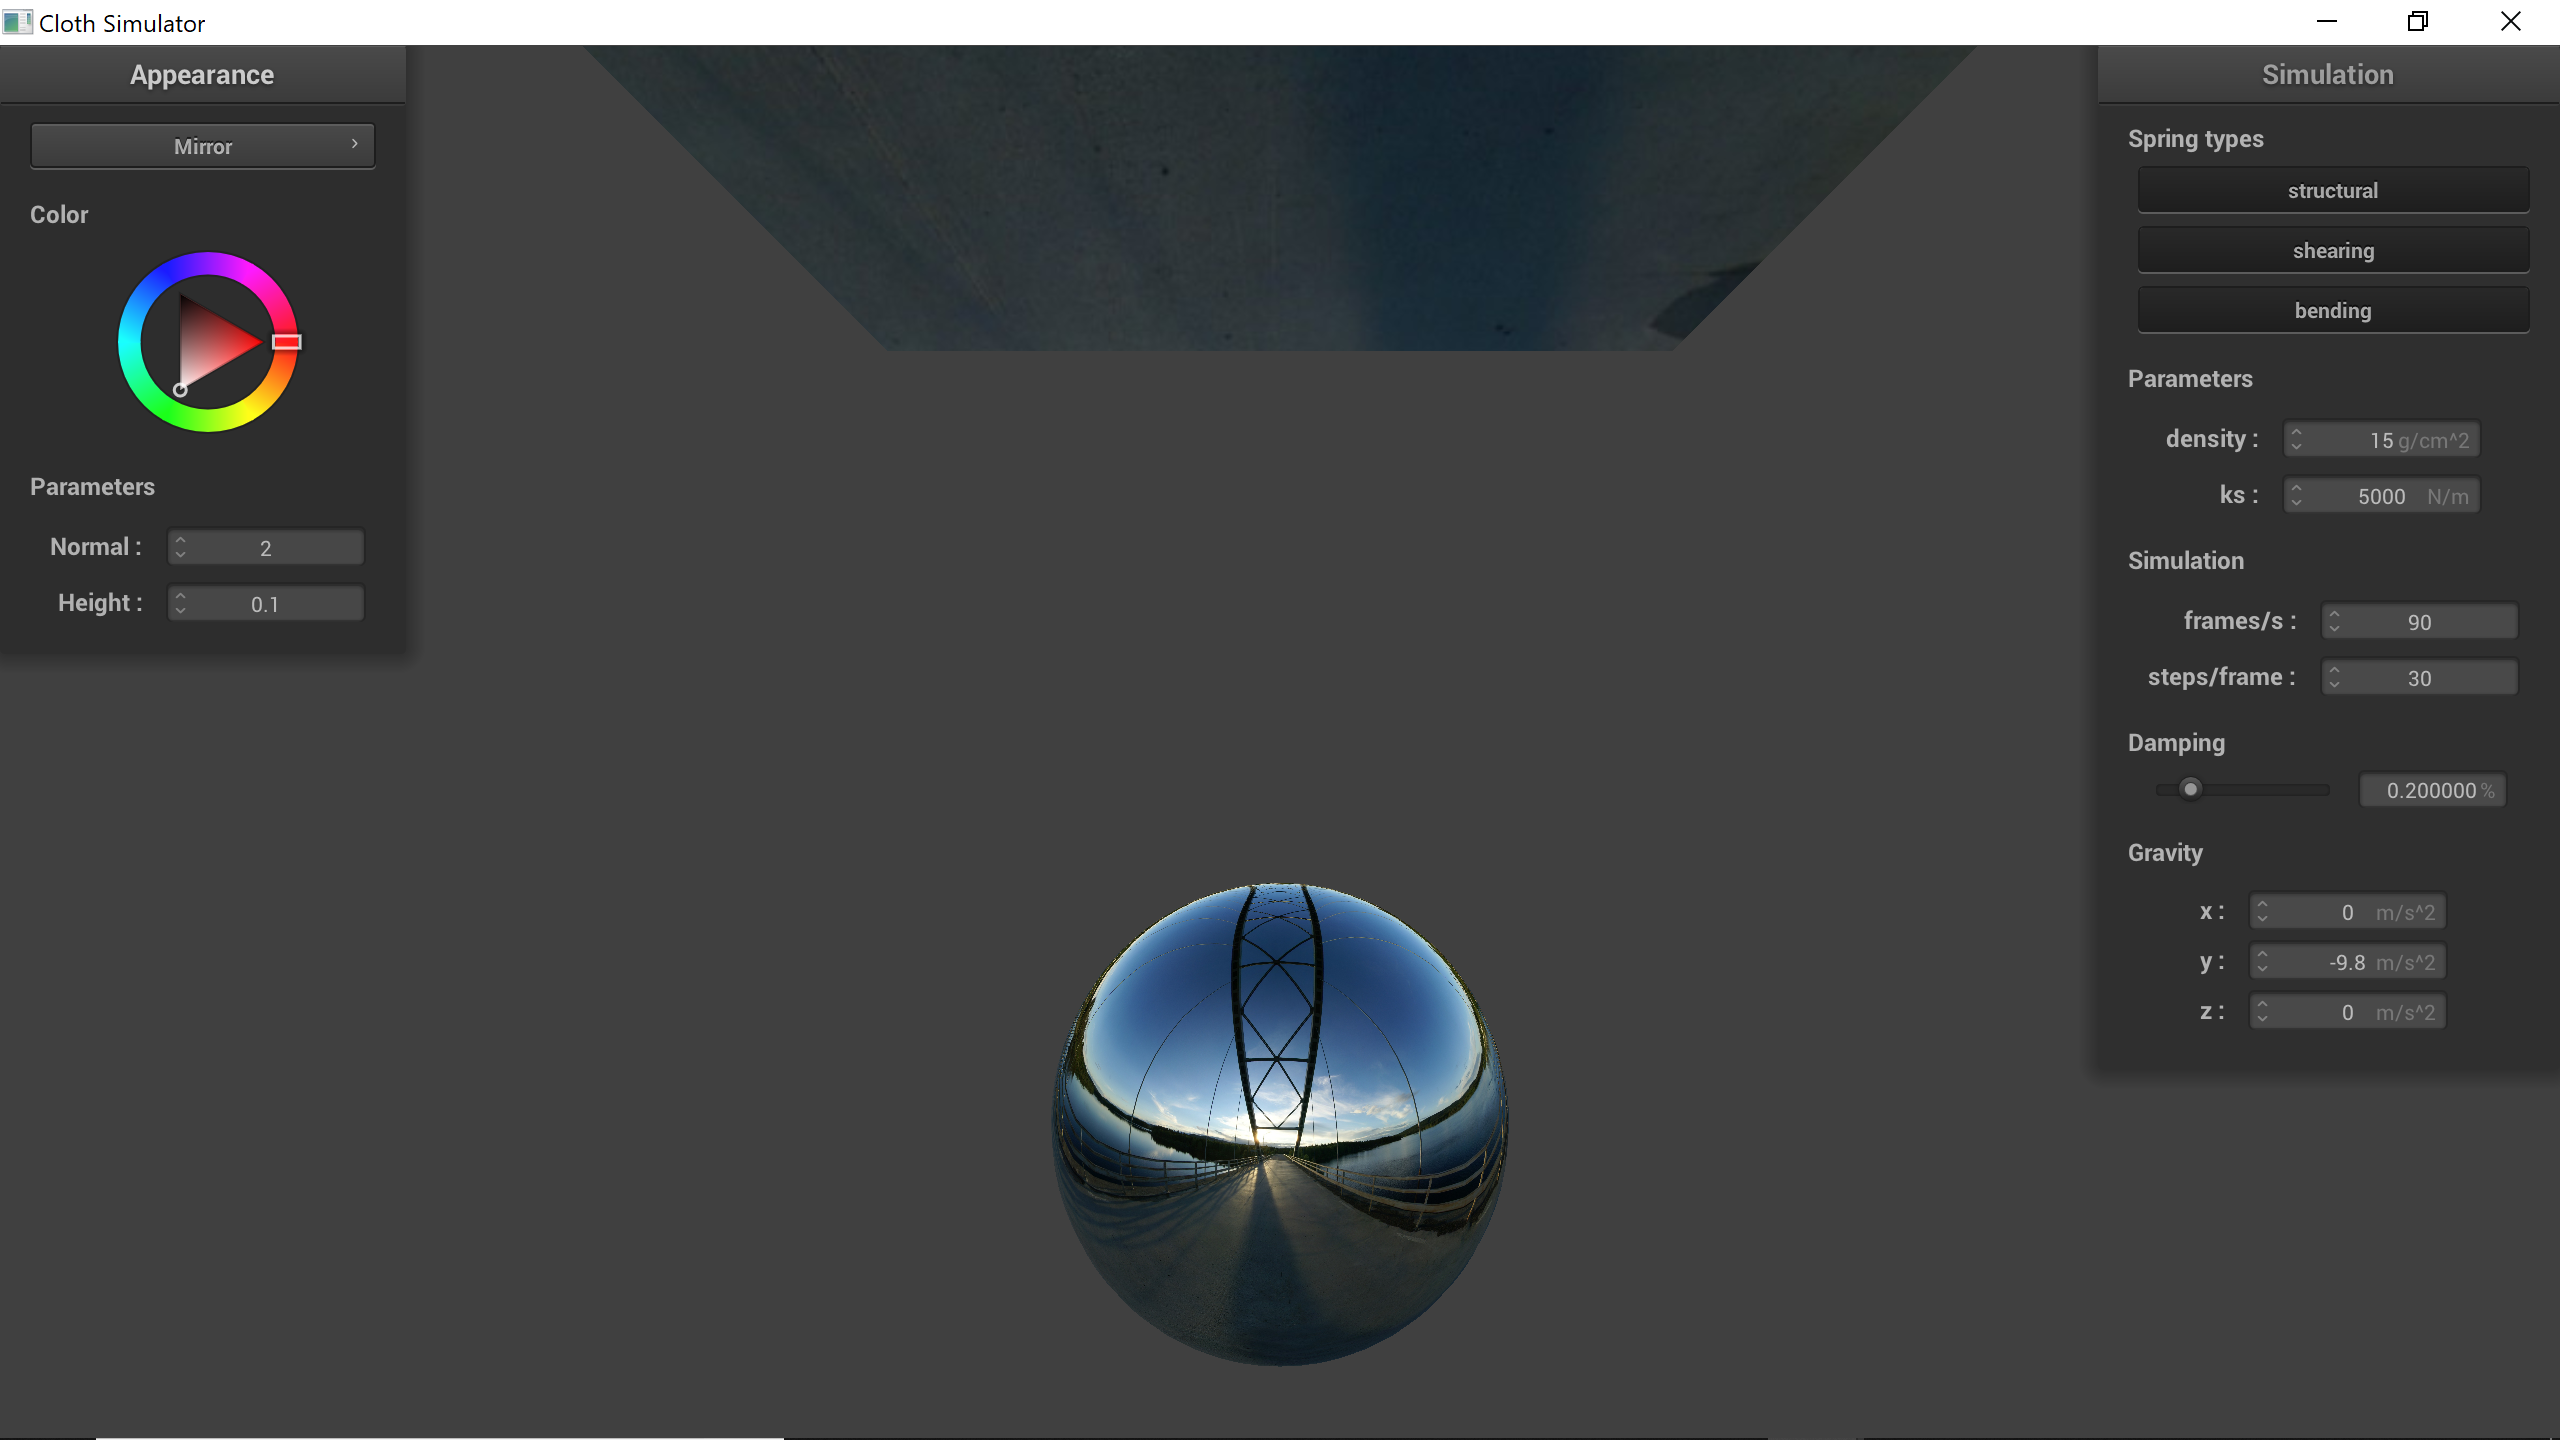 Cloth Simulator
Appearance
Mirror
Color
Parameters
Normal : 2
Height : 0.1
Simulation
Spring types
structural
shearing
bending
Parameters
density : 15 g/cm^2
ks : 5000 N/m
Simulation
frames/s : 90
steps/frame : 30
Damping
0.200000 %
Gravity
x : 0 m/s^2
y : -9.8 m/s^2
z : 0 m/s^2